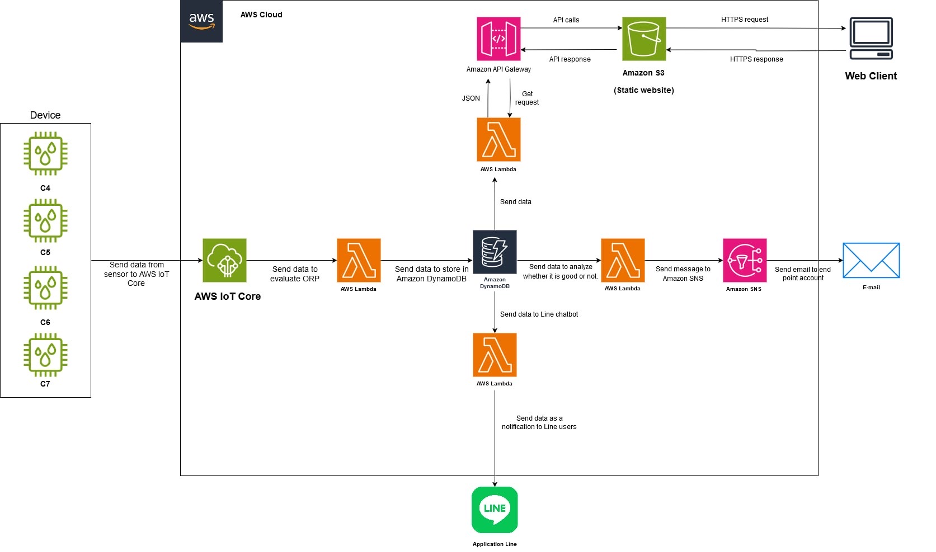 aws
AWS Cloud
API calls
HTTPS request
API response
HTTPS response
Amazon API Gateway
Amazon S3
(Static website)
Web Client
JSON
Get
request
AWS Lambda
Send data
Device
C4
C5
C6
C7
Send data from
sensor to AWS IoT
Core
AWS IoT Core
Send data to
evaluate ORP
AWS Lambda
Send data to store in
Amazon DynamoDB
Amazon
DynamoDB
Send data to analyze
whether it is good or not.
AWS Lambda
Send message to
Amazon SNS
Amazon SNS
Send email to end
point account
E-mail
Send data to Line chatbot
AWS Lambda
Send data as a
notification to Line users
LINE
Application Line